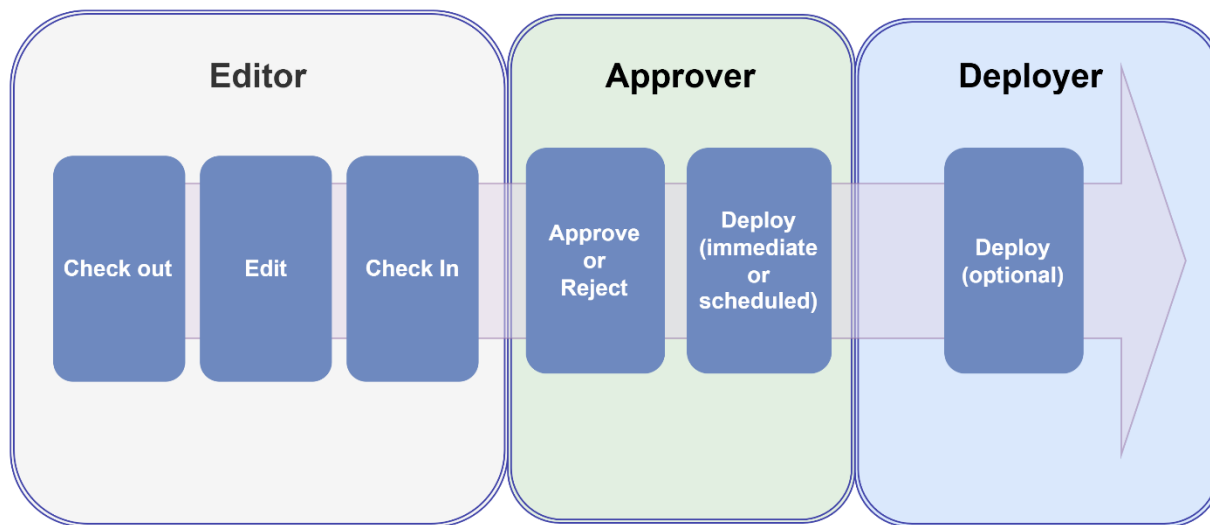 Editor
Approver
Deployer
Check out
Edit
Check In
Approve
or
Reject
Deploy
(immediate
or
scheduled)
Deploy
(optional)